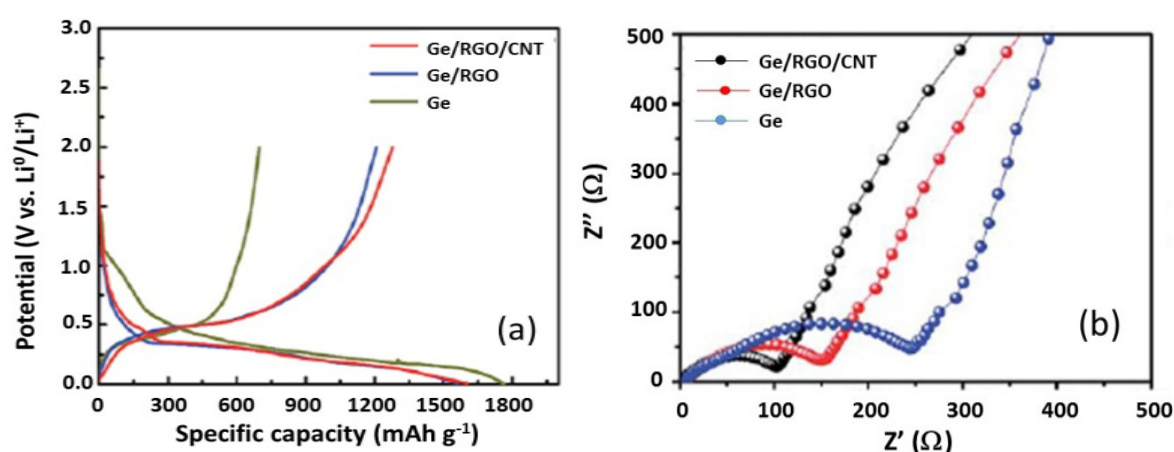 3.0
2.5
2.0
1.5
1.0
0.5
0.0
Potential (V vs. Li⁰/Li⁺)
Ge/RGO/CNT
Ge/RGO
Ge
(a)
0 300 600 900 1200 1500 1800
Specific capacity (mAh g⁻¹)
500
400
300
200
100
0
Z″ (Ω)
Ge/RGO/CNT
Ge/RGO
Ge
(b)
0 100 200 300 400 500
Z' (Ω)